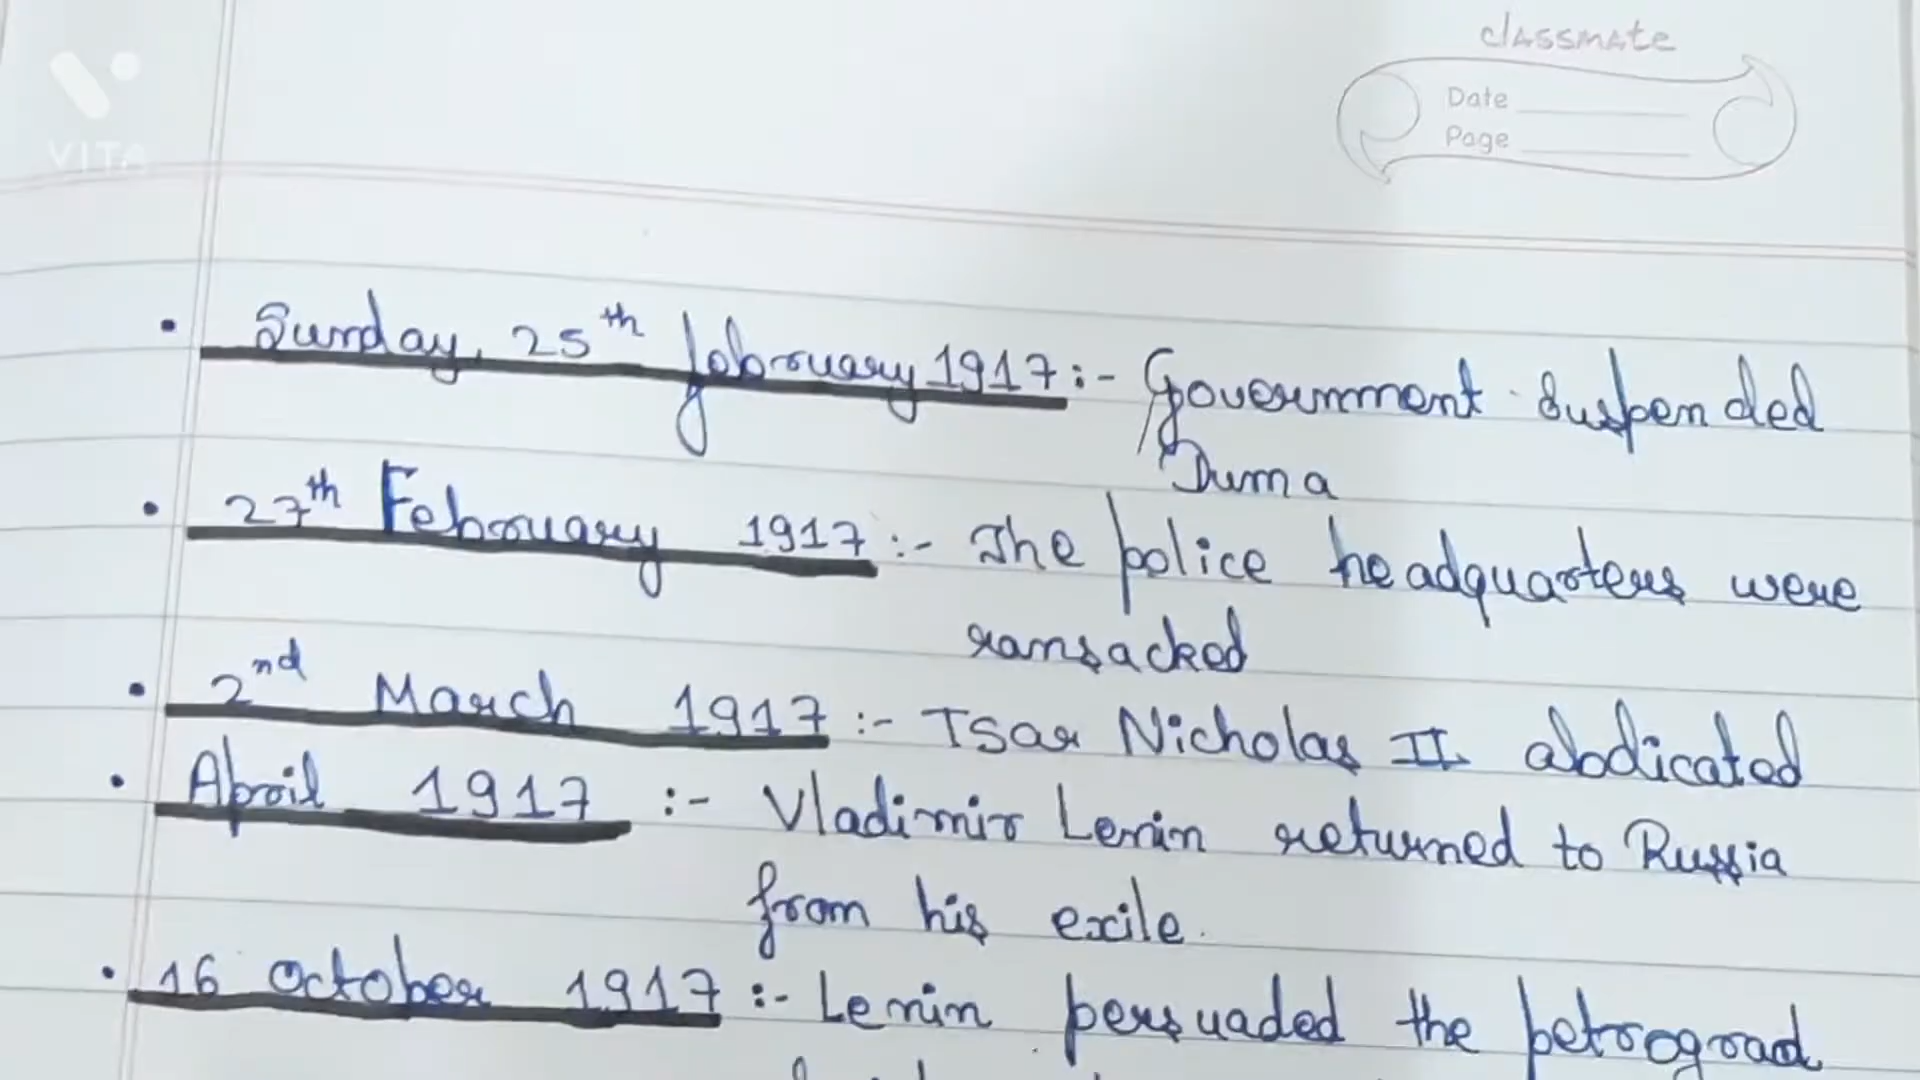 classmate
Date
Page
VITA
• Sunday, 25th february 1917 :- Government suspended
Duma
• 27th February 1917 :- The police headquarters were
ransacked
• 2nd March 1917 :- Tsar Nicholas II abdicated
• April 1917 :- Vladimir Lenin returned to Russia
from his exile.
• 16 October 1917 :- Lenin persuaded the petrograd